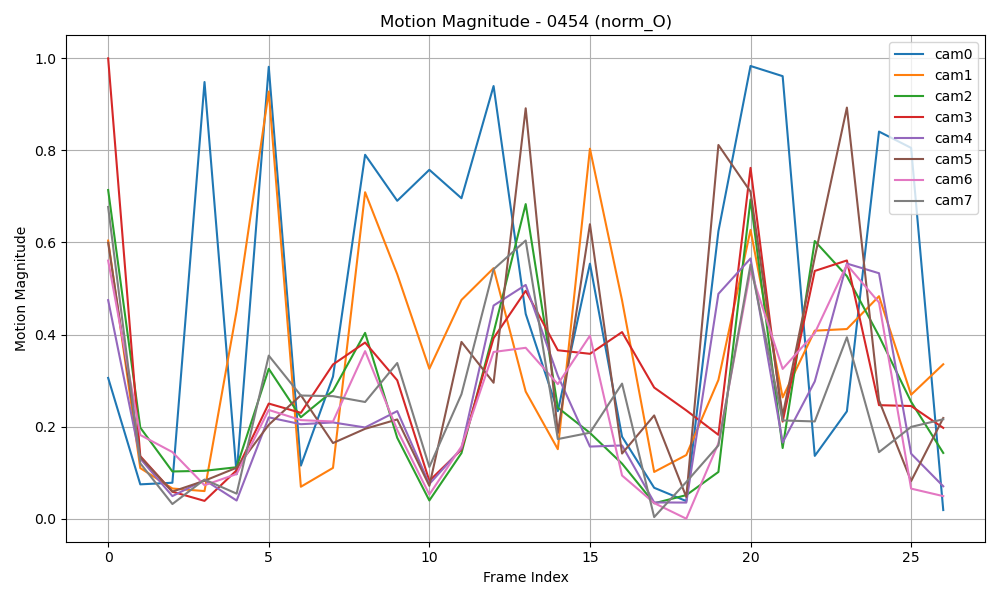 Motion Magnitude - 0454 (norm_O)
Motion Magnitude
1.0
0.8
0.6
0.4
0.2
0.0
0
5
10
15
20
25
Frame Index
cam0
cam1
cam2
cam3
cam4
cam5
cam6
cam7